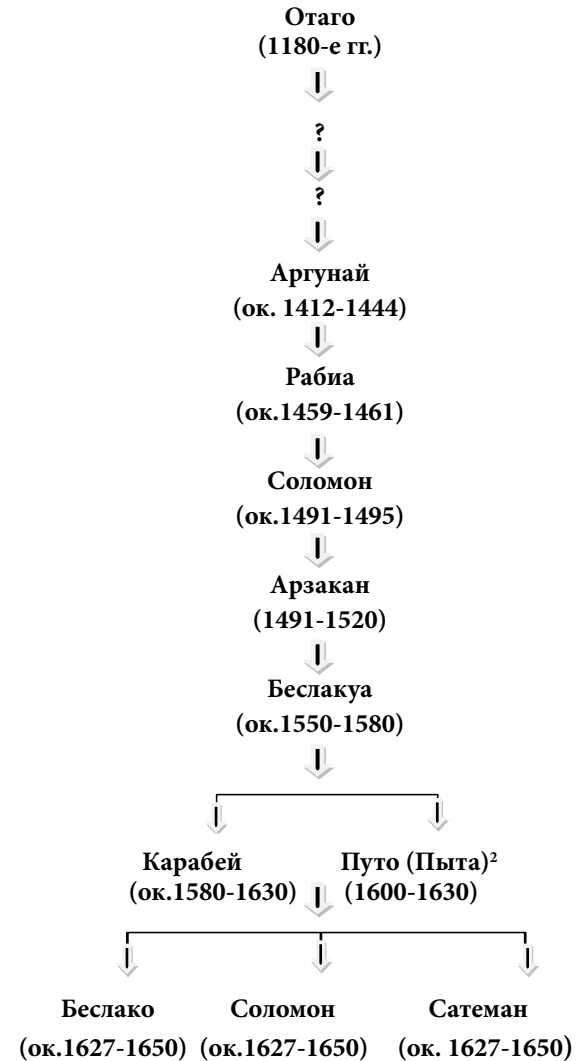 Отаго
(1180-е гг.)
?
?
Аргунай
(ок. 1412-1444)
Рабиа
(ок.1459-1461)
Соломон
(ок.1491-1495)
Арзакан
(1491-1520)
Беслакуа
(ок.1550-1580)
Карабей Путо (Пыта)²
(ок.1580-1630) (1600-1630)
Беслако Соломон Сатеман
(ок.1627-1650) (ок.1627-1650) (ок. 1627-1650)